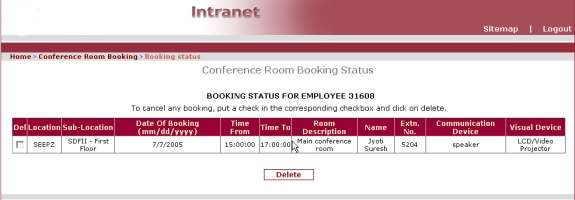 Intranet
Sitemap | Logout
Home > Conference Room Booking > Booking status
Conference Room Booking Status
BOOKING STATUS FOR EMPLOYEE 31608
To cancel any booking, put a check in the corresponding checkbox and click on delete.
Del Location Sub-Location Date Of Booking (mm/dd/yyyy) Time From Time To Room Description Name Extn. No. Communication Device Visual Device
SEEPZ SDFII - First Floor 7/7/2005 15:00:00 17:00:00 Main conference room Jyoti Suresh 5204 speaker LCD/Video Projector
Delete